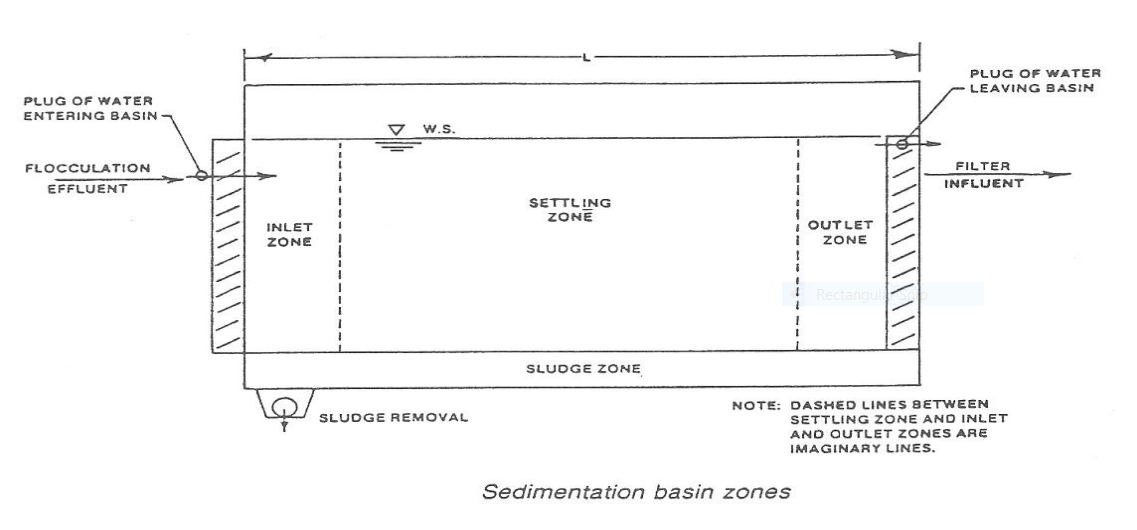 L
PLUG OF WATER
LEAVING BASIN
PLUG OF WATER
ENTERING BASIN
W.S.
FLOCCULATION
EFFLUENT
FILTER
INFLUENT
SETTLING
ZONE
INLET
ZONE
OUTLET
ZONE
Rectangular Snip
SLUDGE ZONE
SLUDGE REMOVAL
NOTE: DASHED LINES BETWEEN
SETTLING ZONE AND INLET
AND OUTLET ZONES ARE
IMAGINARY LINES.
Sedimentation basin zones